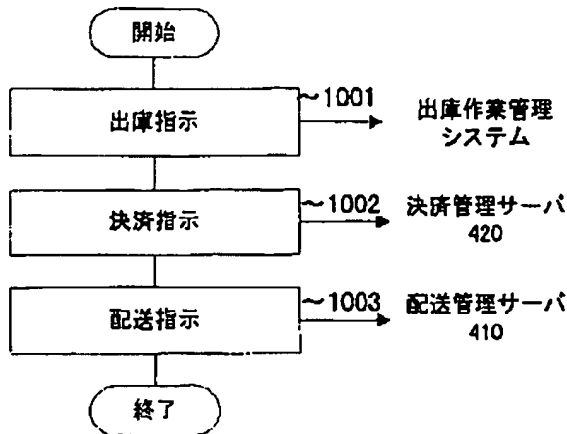 開始
出庫指示
~1001
出庫作業管理
システム
決済指示
~1002
決済管理サーバ
420
配送指示
~1003
配送管理サーバ
410
終了